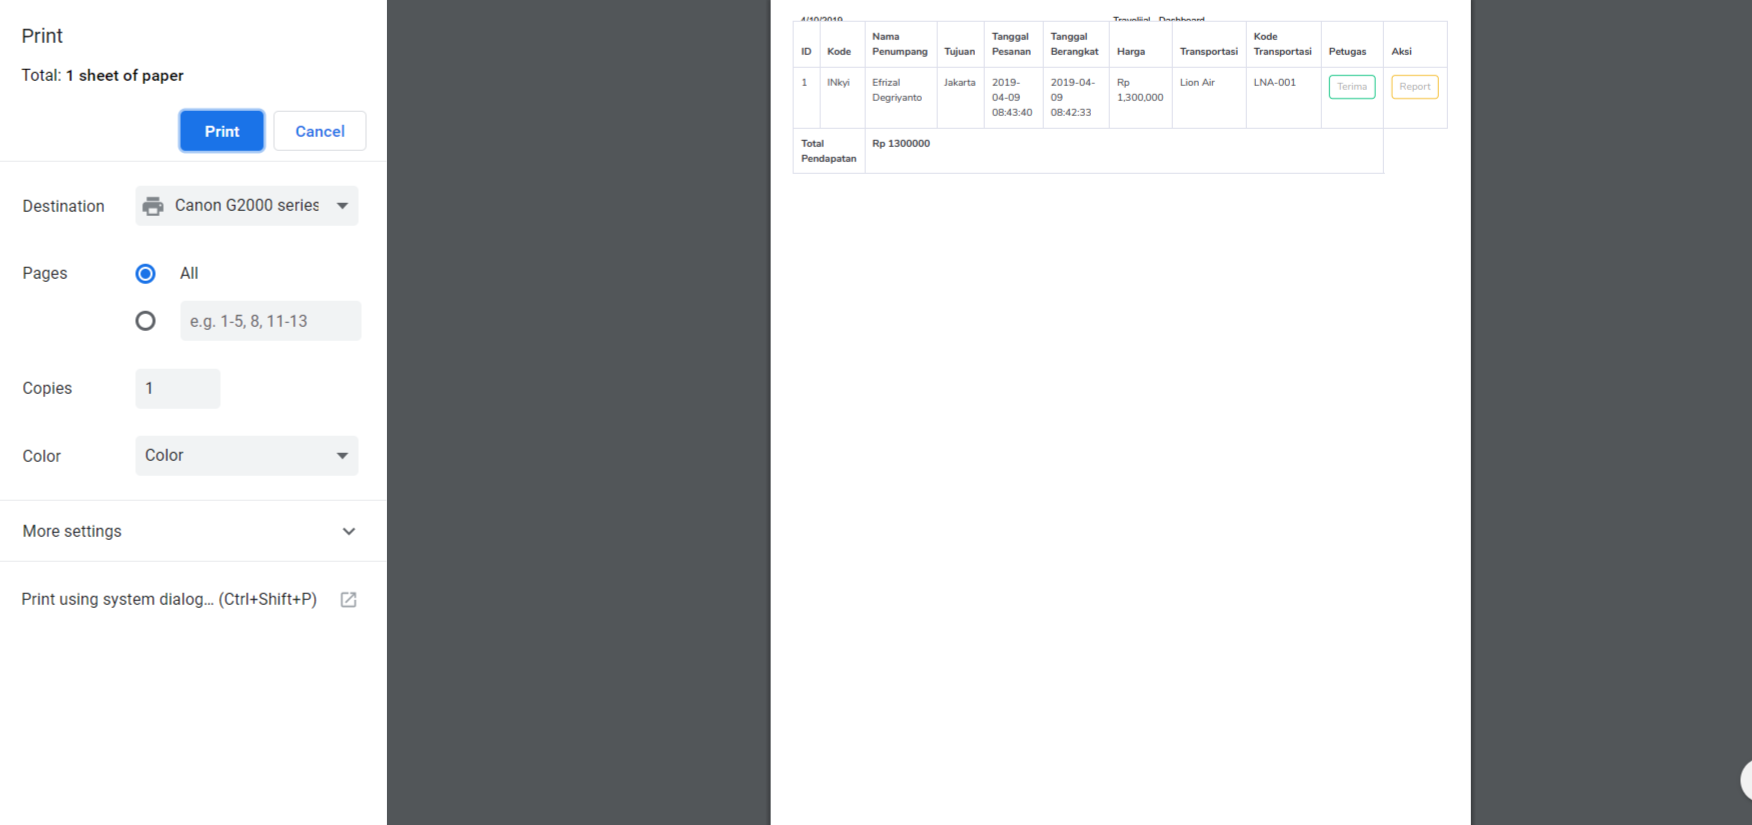 Print
Total: 1 sheet of paper
Print Cancel
Destination Canon G2000 series
Pages All
e.g. 1-5, 8, 11-13
Copies 1
Color Color
More settings
Print using system dialog... (Ctrl+Shift+P)
4/10/2019 Travelijal - Dashboard
ID Kode Nama Penumpang Tujuan Tanggal Pesanan Tanggal Berangkat Harga Transportasi Kode Transportasi Petugas Aksi
1 INkyi Efrizal Degriyanto Jakarta 2019-04-09 08:43:40 2019-04-09 08:42:33 Rp 1,300,000 Lion Air LNA-001 Terima Report
Total Pendapatan Rp 1300000